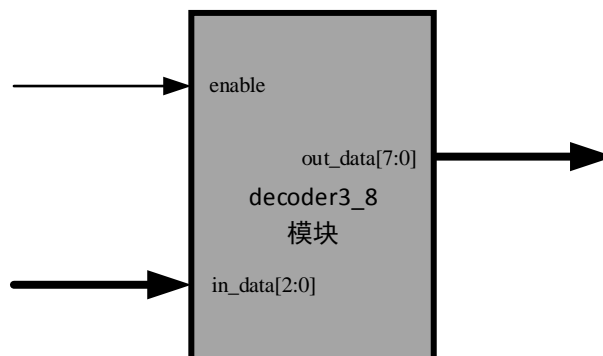 enable
out_data[7:0]
decoder3_8
模块
in_data[2:0]